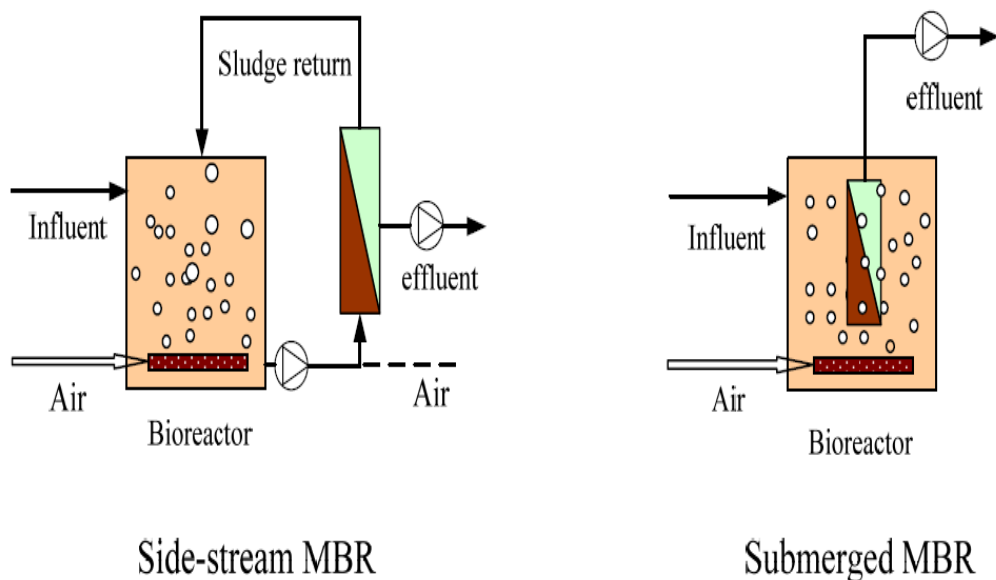 Sludge return
Influent
effluent
Air
Air
Bioreactor
Side-stream MBR
effluent
Influent
Air
Bioreactor
Submerged MBR